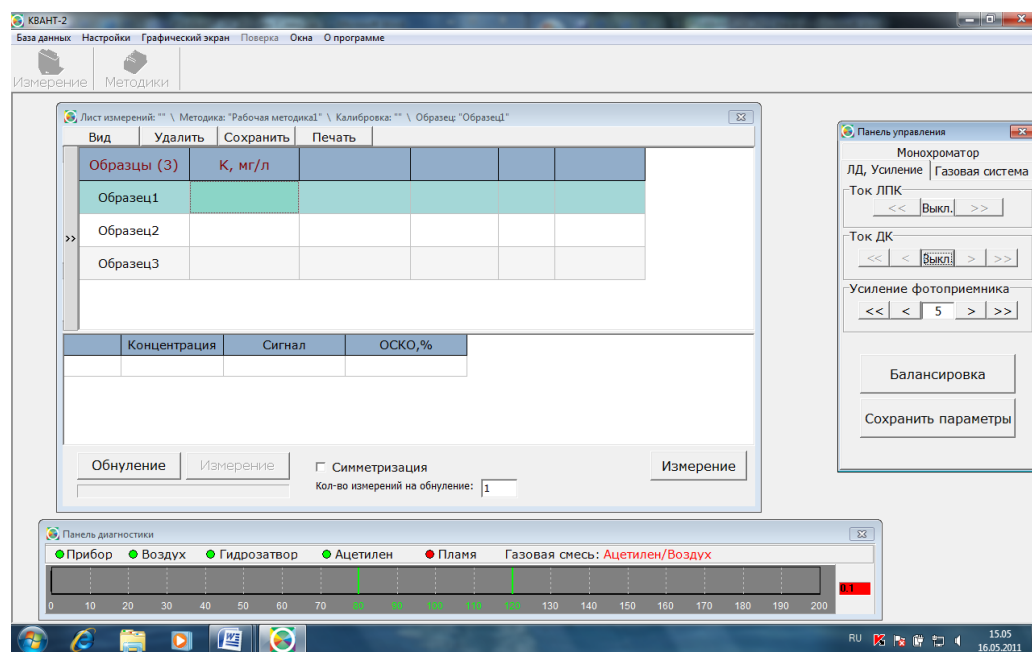 КВАНТ-2
База данных Настройки Графический экран Поверка Окна О программе
Измерение Методики
Лист измерений: "" \ Методика: "Рабочая методика1" \ Калибровка: "" \ Образец: "Образец1"
Вид Удалить Сохранить Печать
Образцы (3) K, мг/л
Образец1
Образец2
>>
Образец3
Концентрация Сигнал ОСКО,%
Обнуление Измерение Симметризация Измерение
Кол-во измерений на обнуление: 1
Панель управления
Монохроматор
ЛД, Усиление Газовая система
Ток ЛПК
<< Выкл. >>
Ток ДК
<< < Выкл. > >>
Усиление фотоприемника
<< < 5 > >>
Балансировка
Сохранить параметры
Панель диагностики
Прибор Воздух Гидрозатвор Ацетилен Пламя Газовая смесь: Ацетилен/Воздух
0.1
0 10 20 30 40 50 60 70 80 90 100 110 120 130 140 150 160 170 180 190 200
RU 15.05
16.05.2011